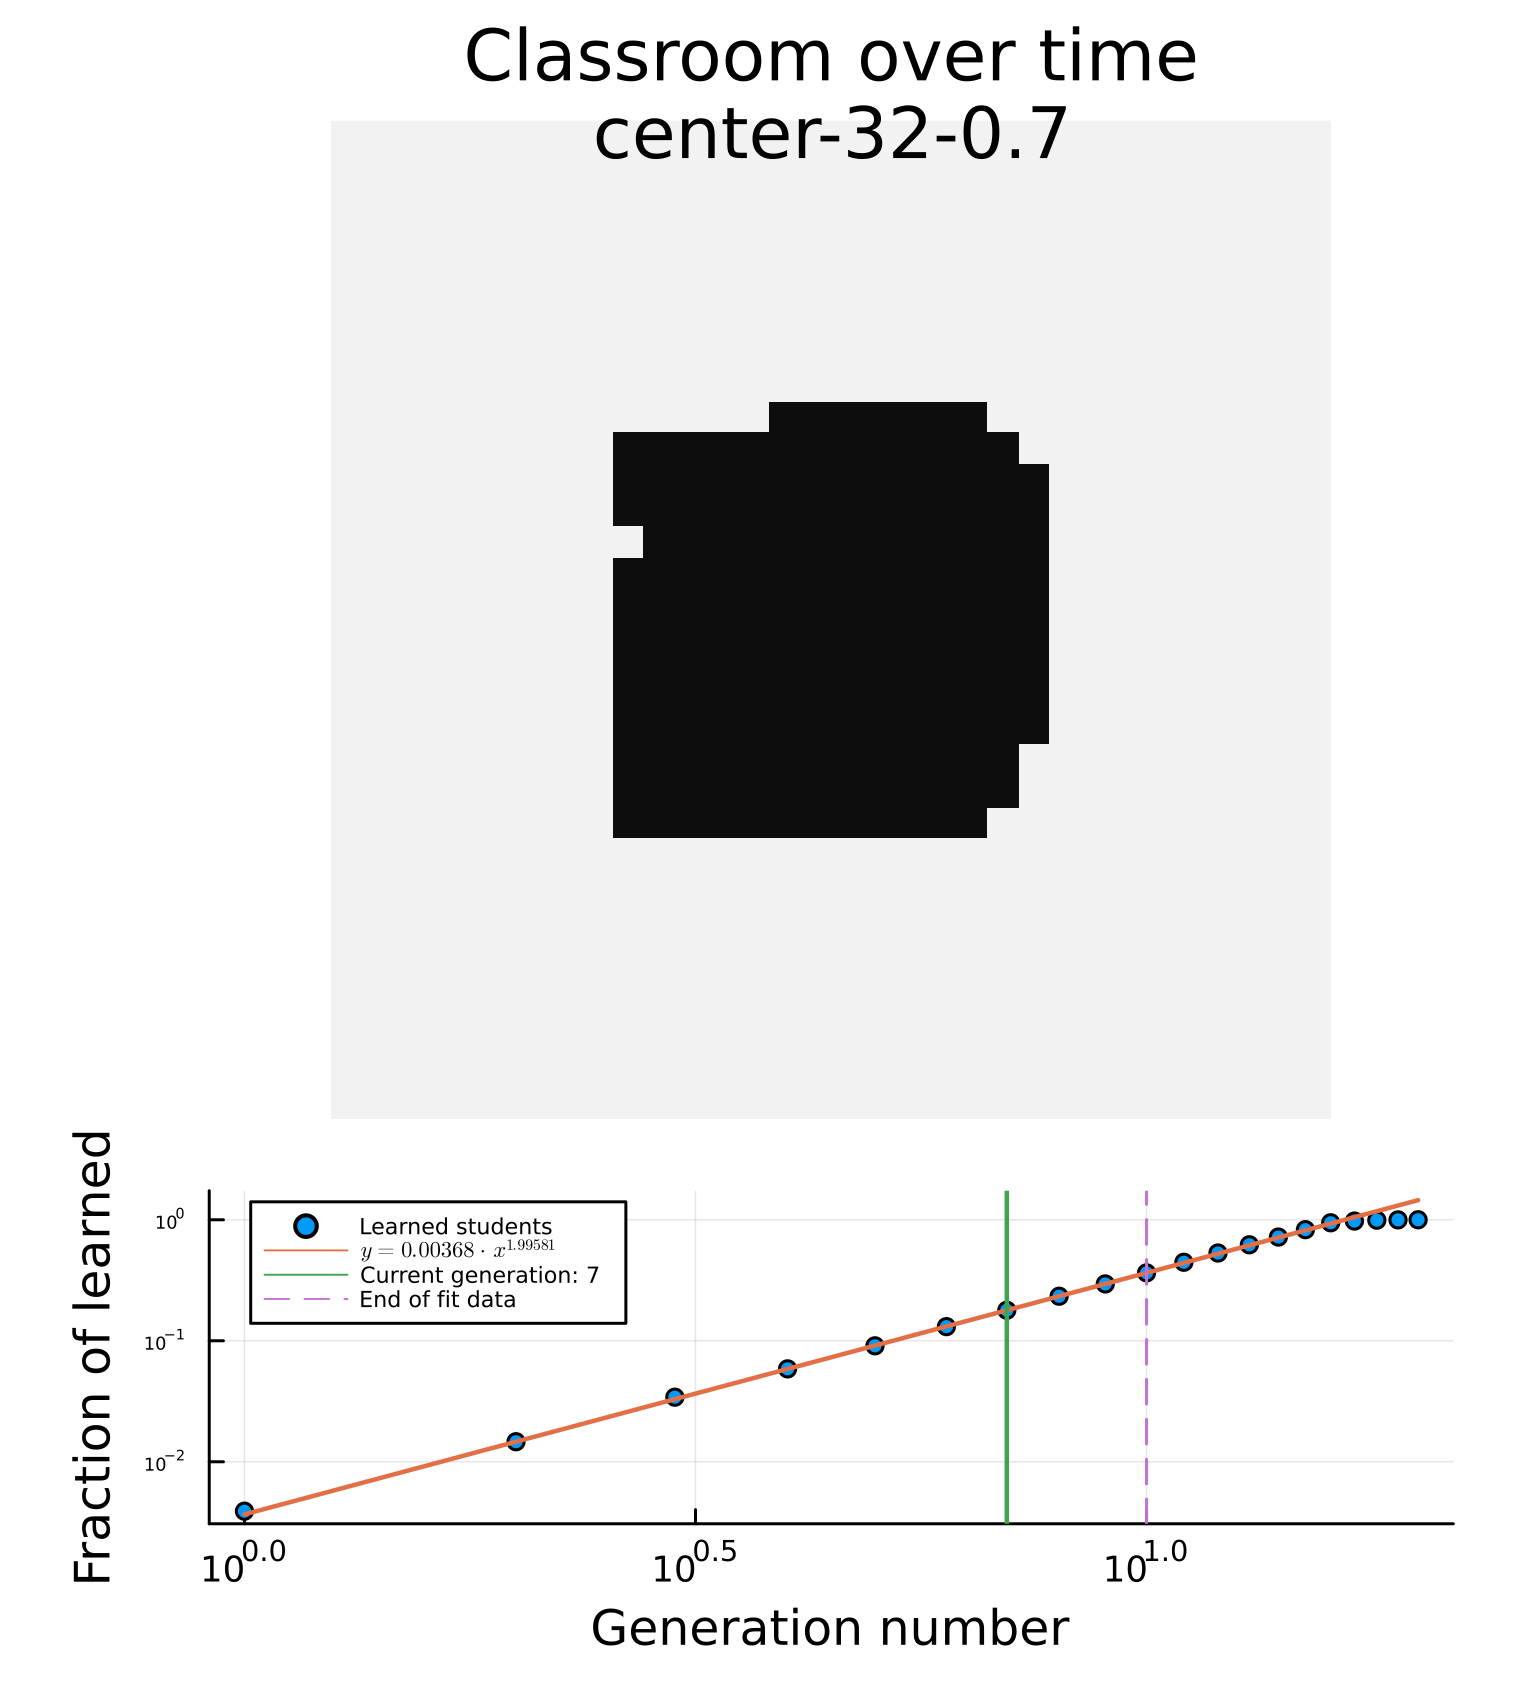 Classroom over time
center-32-0.7
Fraction of learned
10^0
10^-1
10^-2
Learned students
y = 0.00368 · x^1.99581
Current generation: 7
End of fit data
10^0.0 10^0.5 10^1.0
Generation number